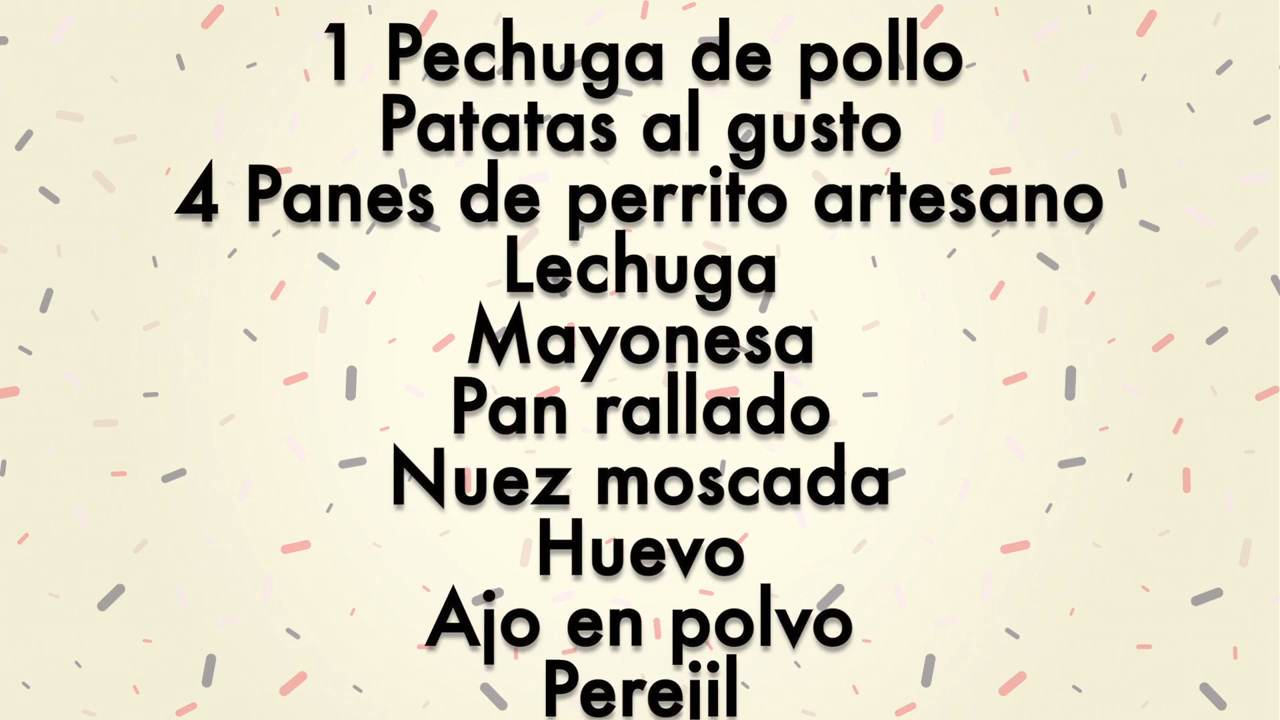 1 Pechuga de pollo
Patatas al gusto
4 Panes de perrito artesano
Lechuga
Mayonesa
Pan rallado
Nuez moscada
Huevo
Ajo en polvo
Perejil